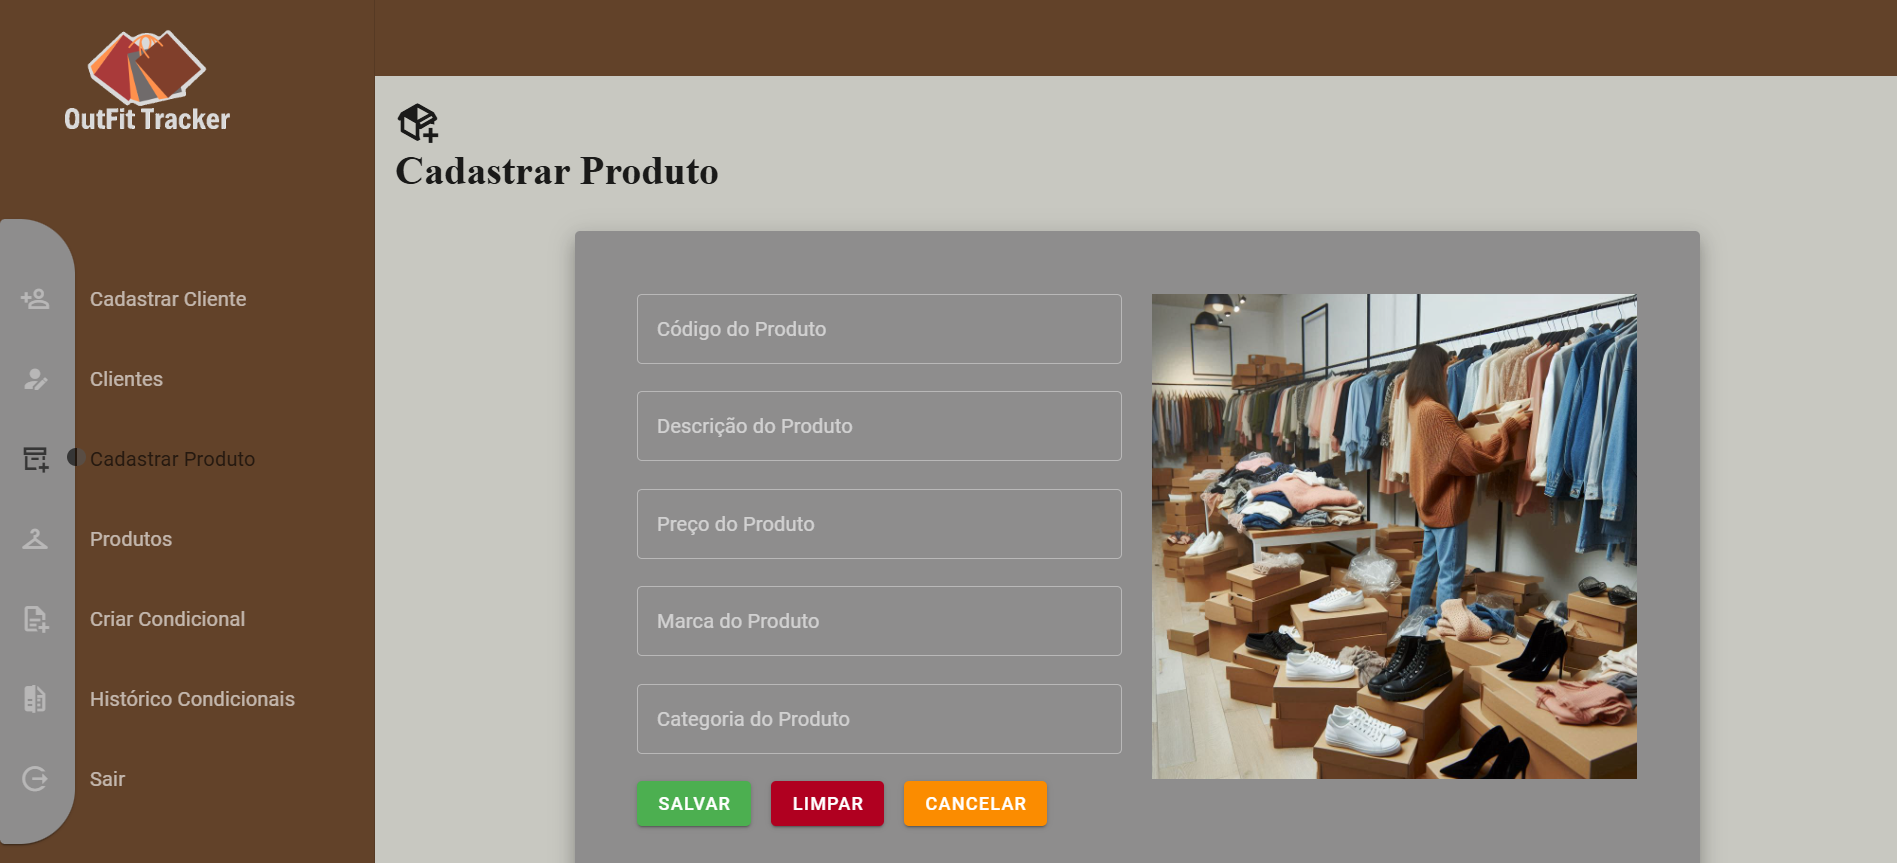 OutFit Tracker
Cadastrar Cliente
Clientes
Cadastrar Produto
Produtos
Criar Condicional
Histórico Condicionais
Sair
Cadastrar Produto
Código do Produto
Descrição do Produto
Preço do Produto
Marca do Produto
Categoria do Produto
SALVAR
LIMPAR
CANCELAR